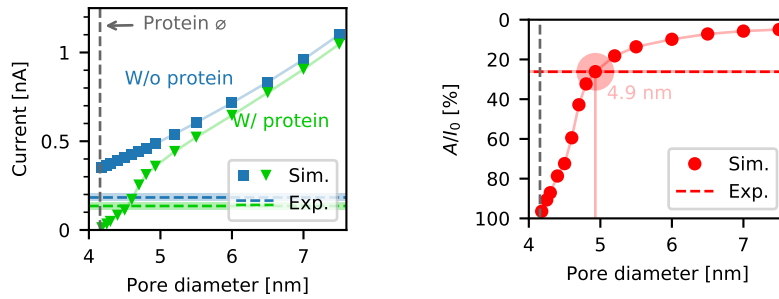 1
0.5
0
Current [nA]
Protein ø
W/o protein
W/ protein
Sim.
Exp.
4 5 6 7
Pore diameter [nm]
0
20
40
60
80
100
A/I0 [%]
4.9 nm
Sim.
Exp.
4 5 6 7
Pore diameter [nm]